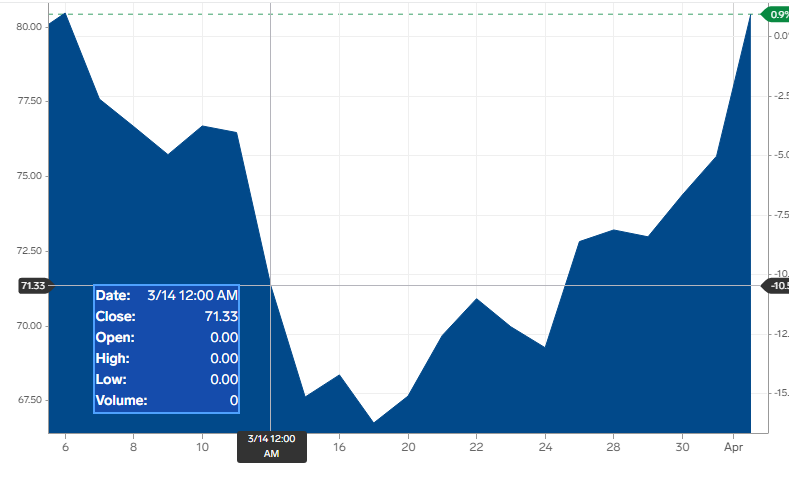 80.00
0.9%
0.0%
77.50
-2.5
75.00
-5.0
-7.5
72.50
-10.
71.33
-10.5
Date: 3/14 12:00 AM
Close: 71.33
Open: 0.00
70.00
-12.
High: 0.00
Low: 0.00
-15.
67.50
Volume: 0
3/14 12:00
AM
6 8 10 16 20 22 24 28 30 Apr